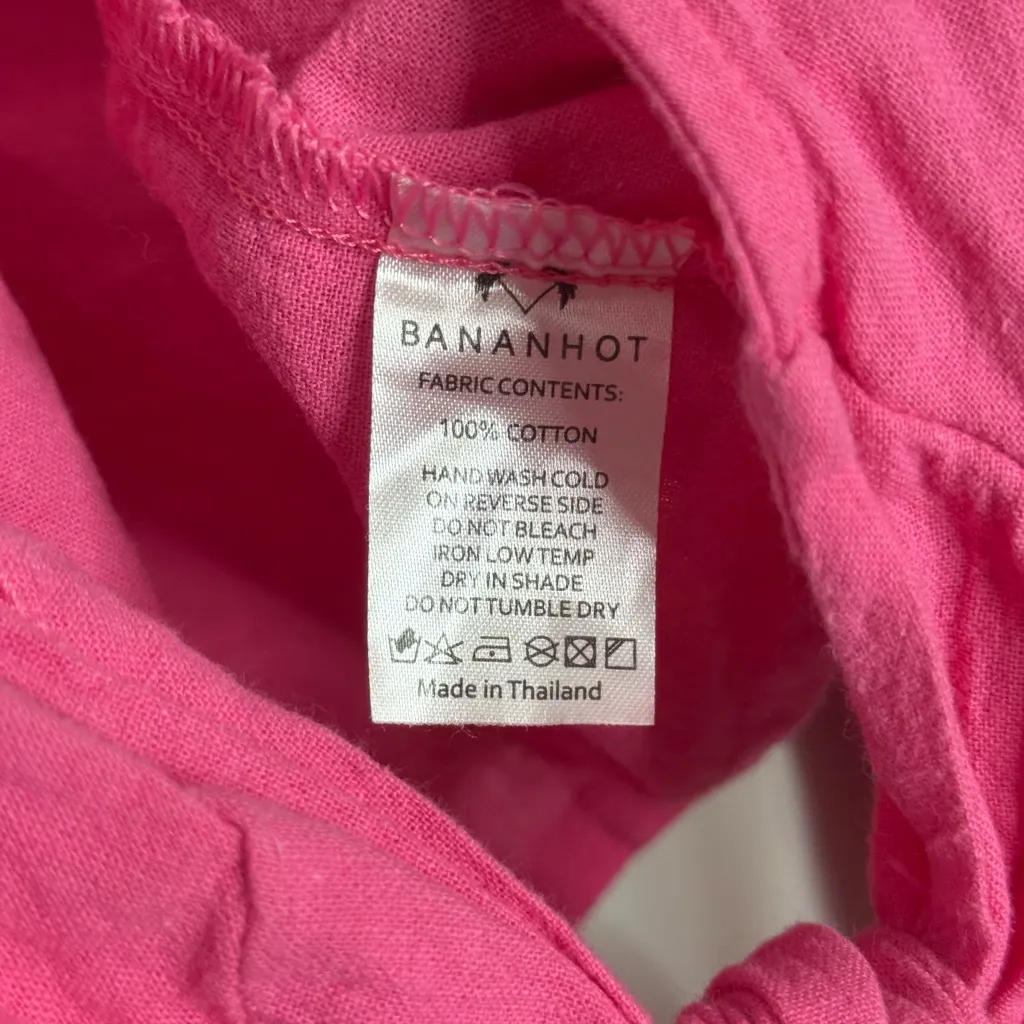 BANANHOT
FABRIC CONTENTS:
100% COTTON
HAND WASH COLD
ON REVERSE SIDE
DO NOT BLEACH
IRON LOW TEMP
DRY IN SHADE
DO NOT TUMBLE DRY
Made in Thailand